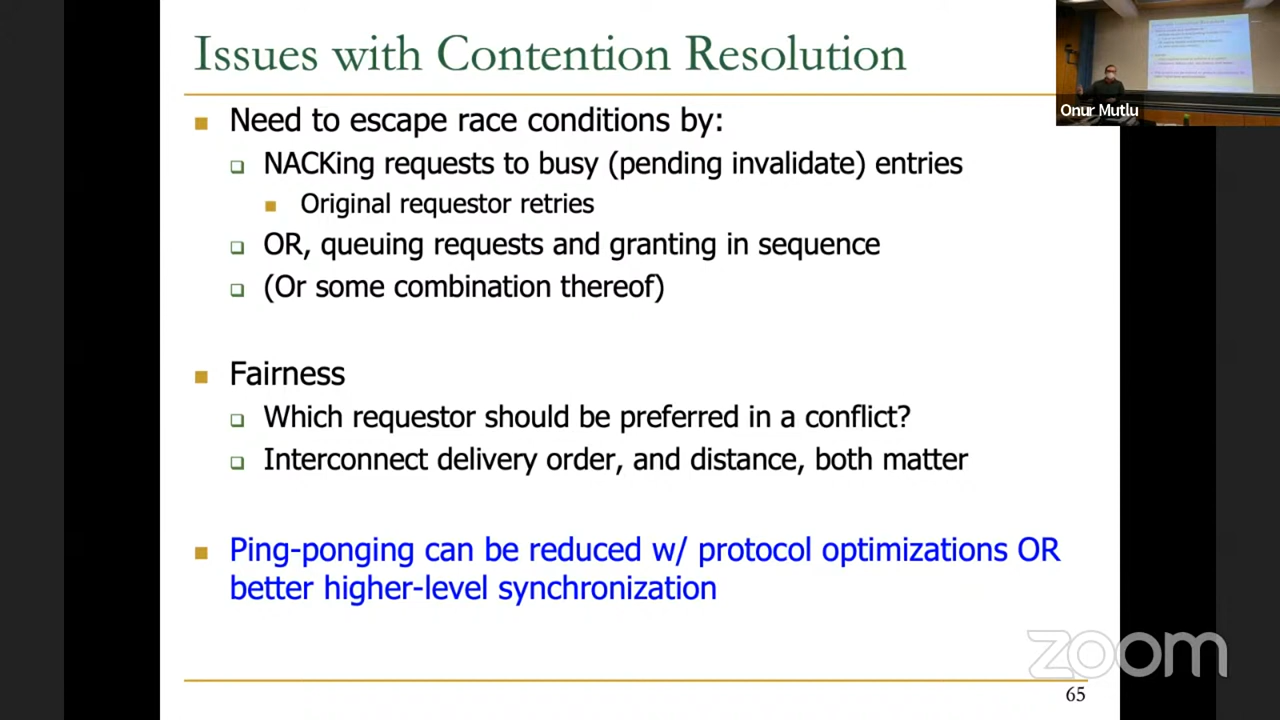 Issues with Contention Resolution
Need to escape race conditions by:
NACKing requests to busy (pending invalidate) entries
Original requestor retries
OR, queuing requests and granting in sequence
(Or some combination thereof)
Fairness
Which requestor should be preferred in a conflict?
Interconnect delivery order, and distance, both matter
Ping-ponging can be reduced w/ protocol optimizations OR
better higher-level synchronization
Onur Mutlu
zoom
65